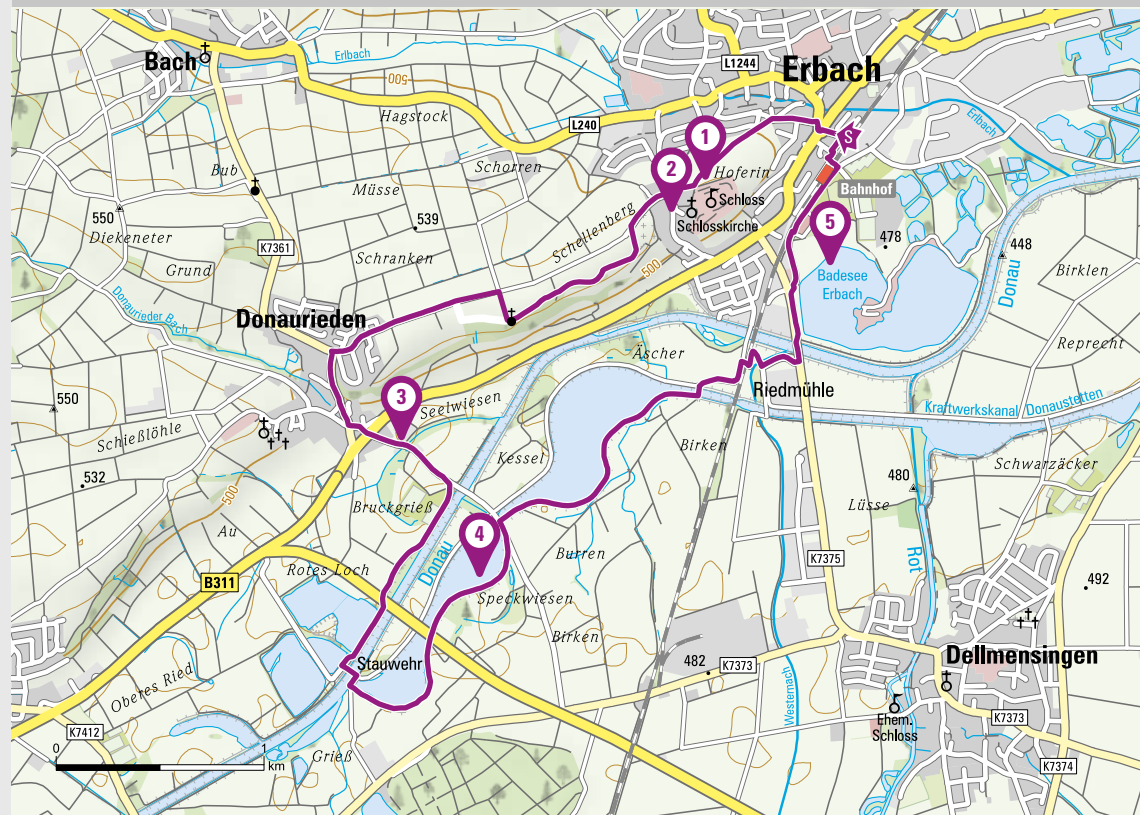 Bach
Erlbach
500
Hagstock
L240
L1244
Erbach
Erlbach
S
1
2
Hoferin
Schloss
Schlosskirche
Bahnhof
5
478
Badesee
Erbach
448
Donau
Birklen
Bub
550
Diekeneter
Müsse
Schorren
539
Schranken
Schellenberg
500
K7361
Grund
Donaurieder Bach
Donaurieden
Äscher
Riedmühle
Reprecht
Kraftwerkskanal Donaustetten
550
Schießlöhle
532
500
Au
3
Seelwiesen
Kessel
Birken
Bruckgrieß
4
Donau
Burren
Speckwiesen
Birken
B311
Rotes Loch
Stauwehr
Oberes Ried
Grieß
K7412
0
1
km
Lüsse
480
Schwarzäcker
Rot
K7375
492
482
K7373
Westernach
Dellmensingen
Ehem.
Schloss
K7373
K7374